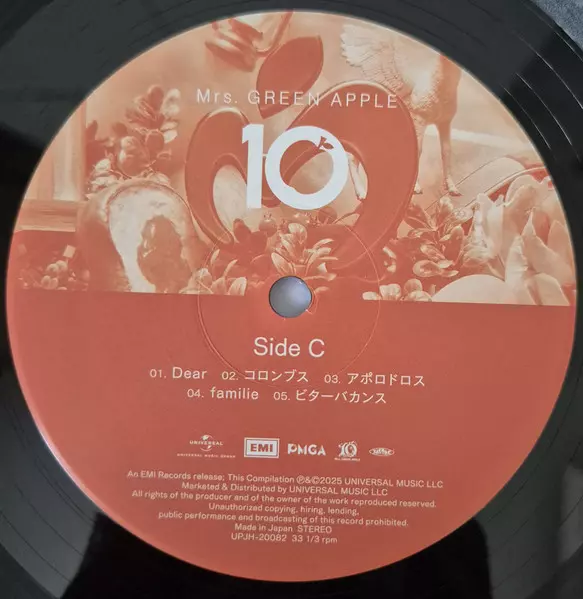 Mrs. GREEN APPLE
10
Side C
01. Dear 02. コロンブス 03. アポロドロス
04. familie 05. ビターバカンス
UNIVERSAL
UNIVERSAL MUSIC GROUP
EMI
PMGA
10
An EMI Records release; This Compilation ℗&©2025 UNIVERSAL MUSIC LLC
Marketed & Distributed by UNIVERSAL MUSIC LLC
All rights of the producer and of the owner of the work reproduced reserved.
Unauthorized copying, hiring, lending,
public performance and broadcasting of this record prohibited.
Made in Japan STEREO
UPJH-20082 33 1/3 rpm